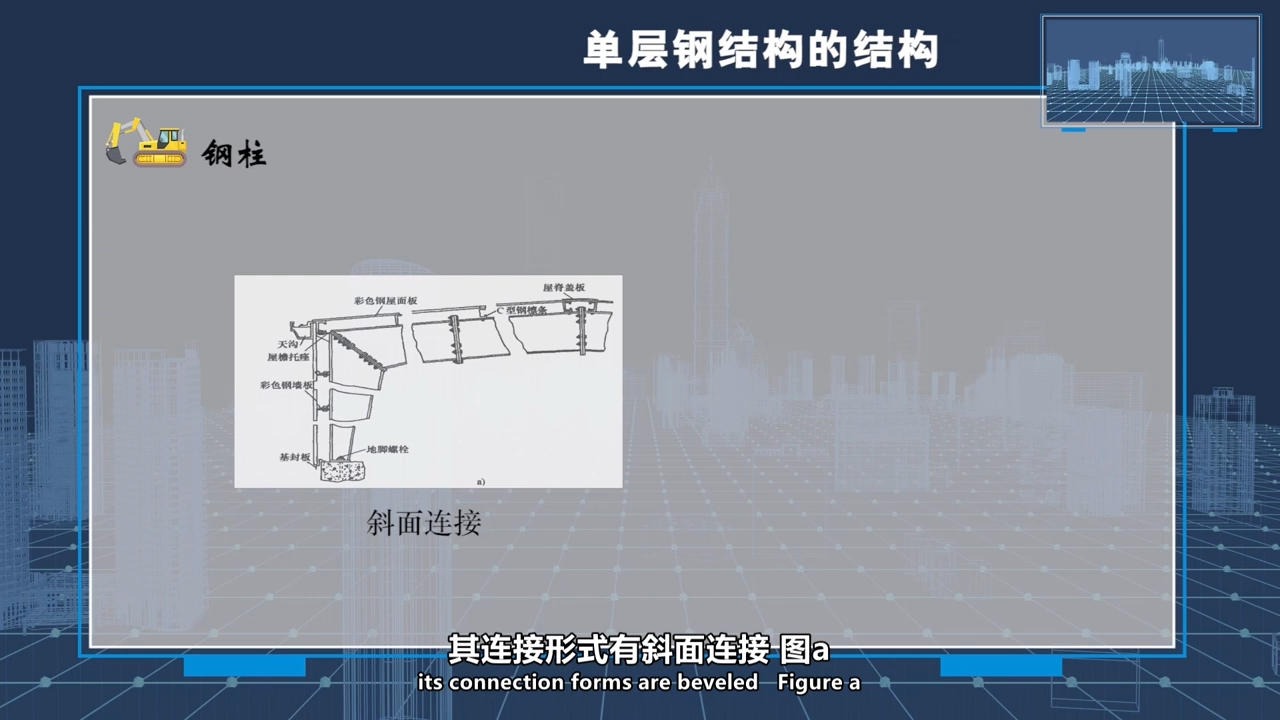 单层钢结构的结构
钢柱
屋脊盖板
彩色钢屋面板
C型钢檩条
天沟
屋檐托座
彩色钢墙板
地脚螺栓
基封板
a)
斜面连接
其连接形式有斜面连接 图a
its connection forms are beveled Figure a